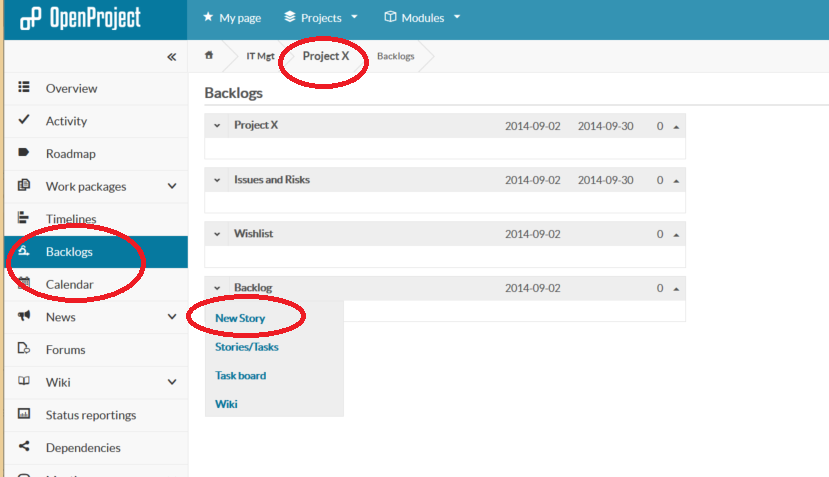 OpenProject My page Projects Modules
«
IT Mgt Project X Backlogs
Overview
Activity
Roadmap
Work packages
Timelines
Backlogs
Calendar
News
Forums
Wiki
Status reportings
Dependencies
Backlogs
Project X 2014-09-02 2014-09-30 0
Issues and Risks 2014-09-02 2014-09-30 0
Wishlist 2014-09-02 0
Backlog 2014-09-02 0
New Story
Stories/Tasks
Task board
Wiki